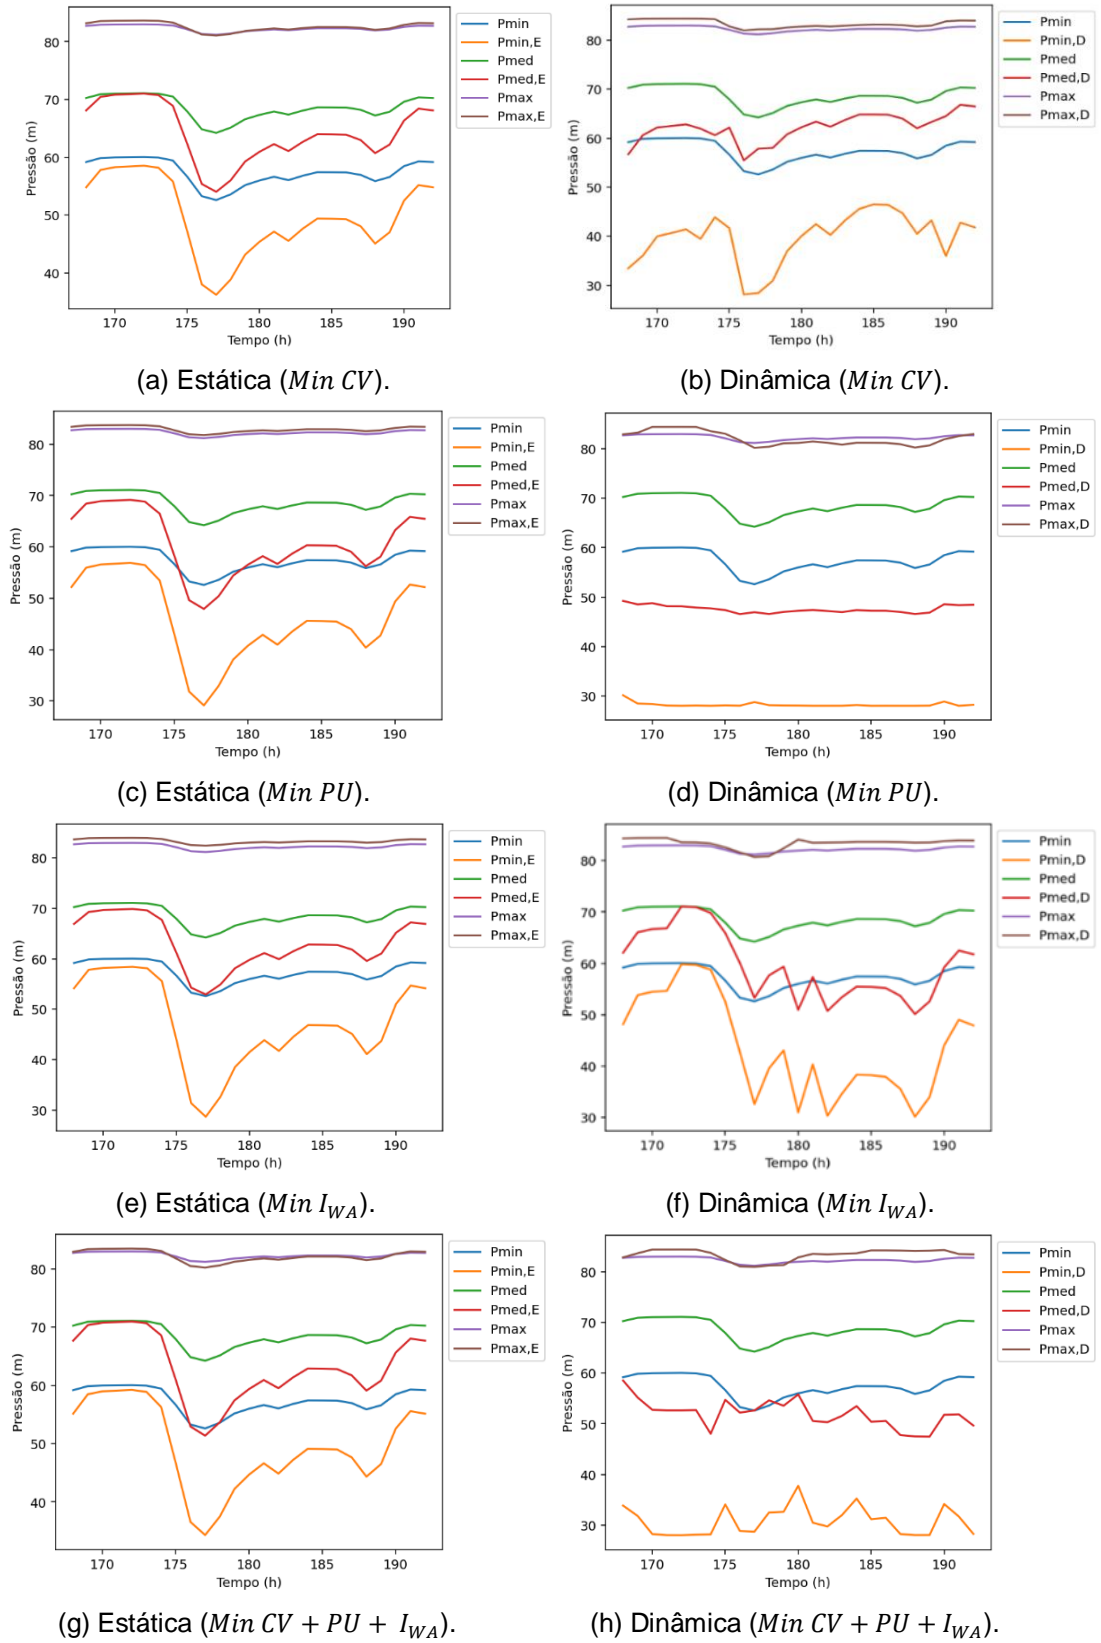 80
70
60
50
40
Pressão (m)
170
175
180
185
190
Tempo (h)
Pmin
Pmin,E
Pmed
Pmed,E
Pmax
Pmax,E
(a) Estática (Min CV).
80
70
60
50
40
30
Pressão (m)
170
175
180
185
190
Tempo (h)
Pmin
Pmin,D
Pmed
Pmed,D
Pmax
Pmax,D
(b) Dinâmica (Min CV).
80
70
60
50
40
30
Pressão (m)
170
175
180
185
190
Tempo (h)
Pmin
Pmin,E
Pmed
Pmed,E
Pmax
Pmax,E
(c) Estática (Min PU).
80
70
60
50
40
30
Pressão (m)
170
175
180
185
190
Tempo (h)
Pmin
Pmin,D
Pmed
Pmed,D
Pmax
Pmax,D
(d) Dinâmica (Min PU).
80
70
60
50
40
30
Pressão (m)
170
175
180
185
190
Tempo (h)
Pmin
Pmin,E
Pmed
Pmed,E
Pmax
Pmax,E
(e) Estática (Min I_WA).
80
70
60
50
40
30
Pressão (m)
170
175
180
185
190
Tempo (h)
Pmin
Pmin,D
Pmed
Pmed,D
Pmax
Pmax,D
(f) Dinâmica (Min I_WA).
80
70
60
50
40
Pressão (m)
170
175
180
185
190
Tempo (h)
Pmin
Pmin,E
Pmed
Pmed,E
Pmax
Pmax,E
(g) Estática (Min CV + PU + I_WA).
80
70
60
50
40
30
Pressão (m)
170
175
180
185
190
Tempo (h)
Pmin
Pmin,D
Pmed
Pmed,D
Pmax
Pmax,D
(h) Dinâmica (Min CV + PU + I_WA).